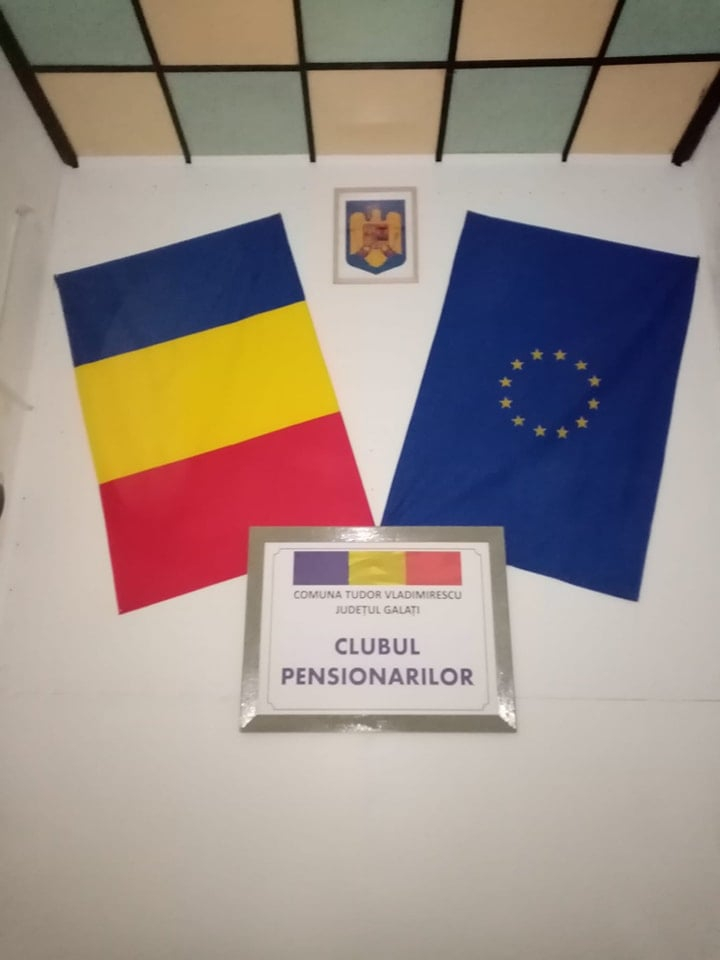 COMUNA TUDOR VLADIMIRESCU
JUDEȚUL GALAȚI
CLUBUL
PENSIONARILOR